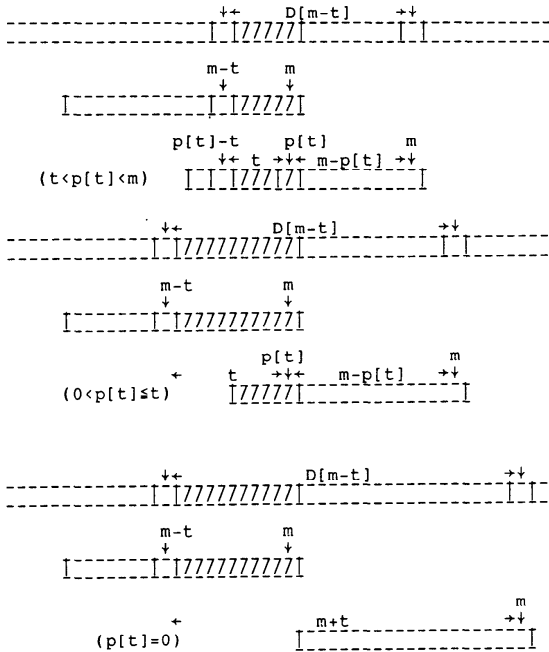 D[m-t]
m-t m
p[t]-t p[t] m
t m-p[t]
(t<p[t]<m)
D[m-t]
m-t m
p[t] m
t m-p[t]
(0<p[t]≦t)
D[m-t]
m-t m
m
m+t
(p[t]=0)